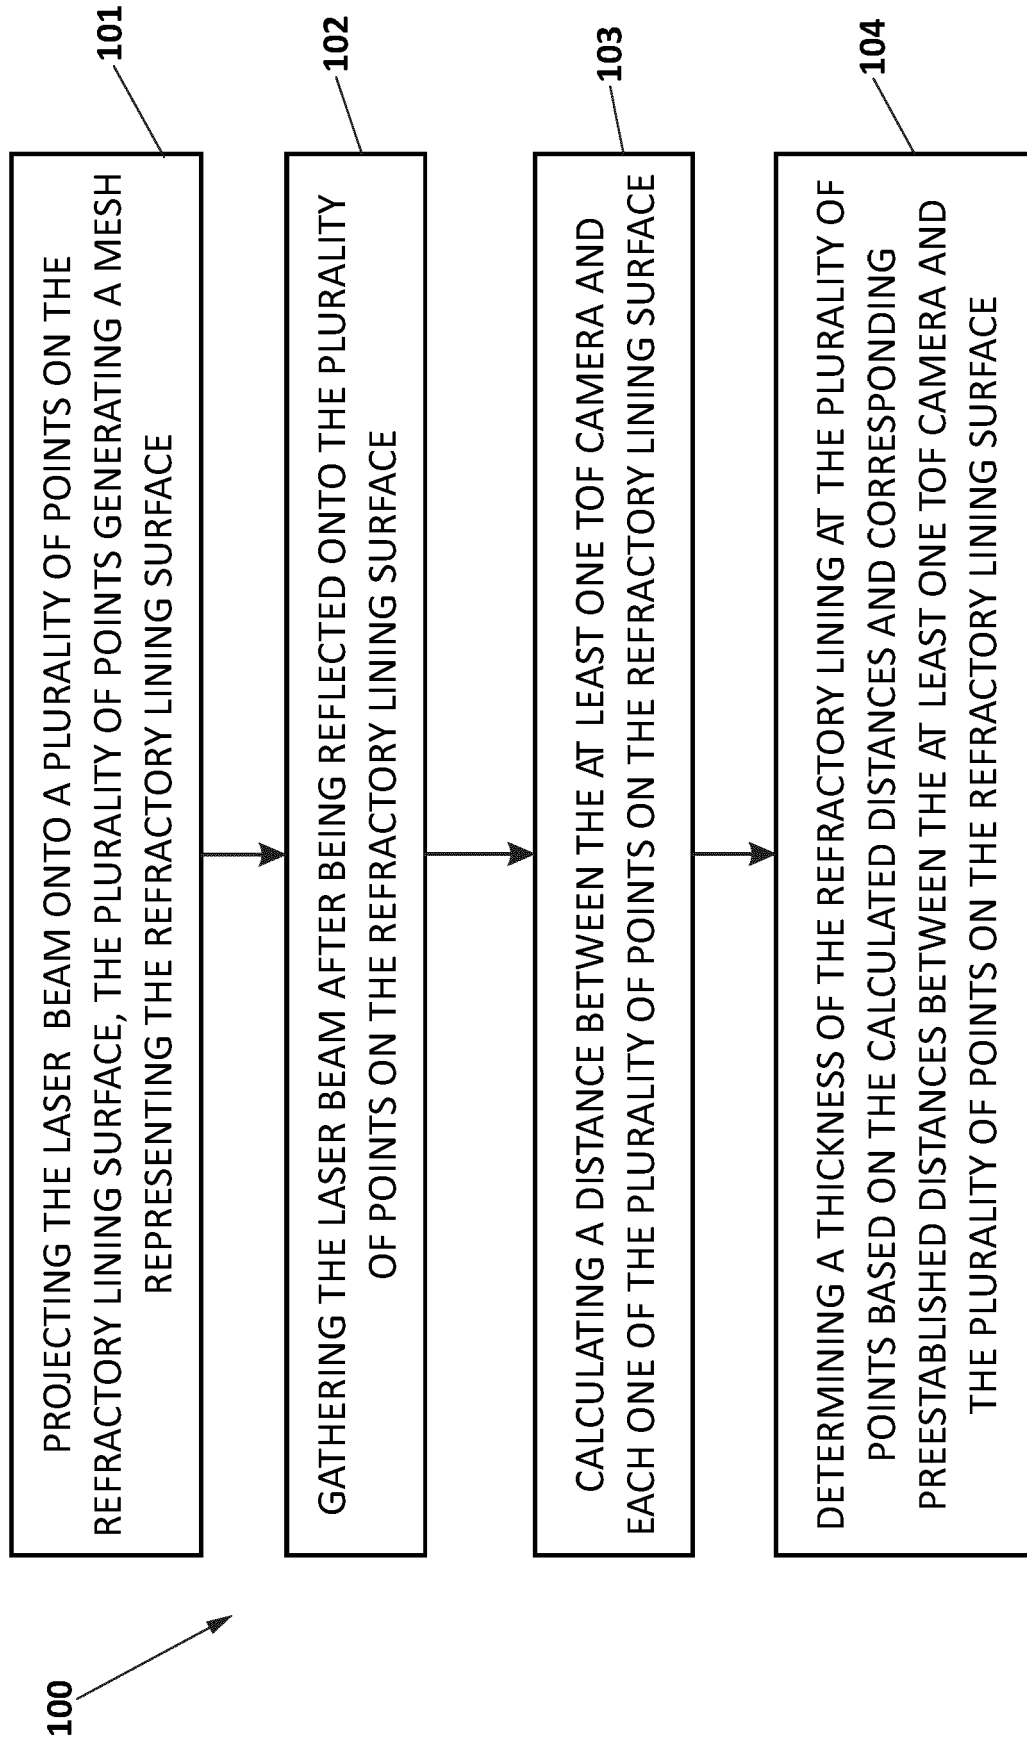 100
PROJECTING THE LASER BEAM ONTO A PLURALITY OF POINTS ON THE
REFRACTORY LINING SURFACE, THE PLURALITY OF POINTS GENERATING A MESH
REPRESENTING THE REFRACTORY LINING SURFACE
101
GATHERING THE LASER BEAM AFTER BEING REFLECTED ONTO THE PLURALITY
OF POINTS ON THE REFRACTORY LINING SURFACE
102
CALCULATING A DISTANCE BETWEEN THE AT LEAST ONE TOF CAMERA AND
EACH ONE OF THE PLURALITY OF POINTS ON THE REFRACTORY LINING SURFACE
103
DETERMINING A THICKNESS OF THE REFRACTORY LINING AT THE PLURALITY OF
POINTS BASED ON THE CALCULATED DISTANCES AND CORRESPONDING
PREESTABLISHED DISTANCES BETWEEN THE AT LEAST ONE TOF CAMERA AND
THE PLURALITY OF POINTS ON THE REFRACTORY LINING SURFACE
104